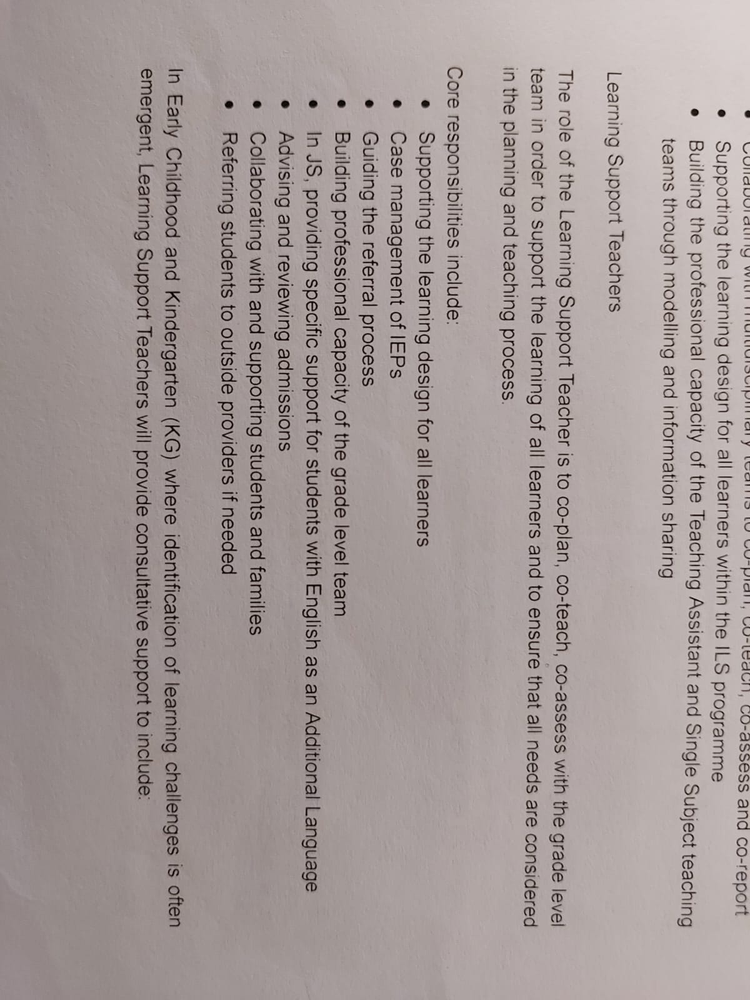 • Collaborating with multidisciplinary teams to co-plan, co-teach, co-assess and co-report
• Supporting the learning design for all learners within the ILS programme
• Building the professional capacity of the Teaching Assistant and Single Subject teaching
teams through modelling and information sharing
Learning Support Teachers
The role of the Learning Support Teacher is to co-plan, co-teach, co-assess with the grade level
team in order to support the learning of all learners and to ensure that all needs are considered
in the planning and teaching process.
Core responsibilities include:
• Supporting the learning design for all learners
• Case management of IEPs
• Guiding the referral process
• Building professional capacity of the grade level team
• In JS, providing specific support for students with English as an Additional Language
• Advising and reviewing admissions
• Collaborating with and supporting students and families
• Referring students to outside providers if needed
In Early Childhood and Kindergarten (KG) where identification of learning challenges is often
emergent, Learning Support Teachers will provide consultative support to include: